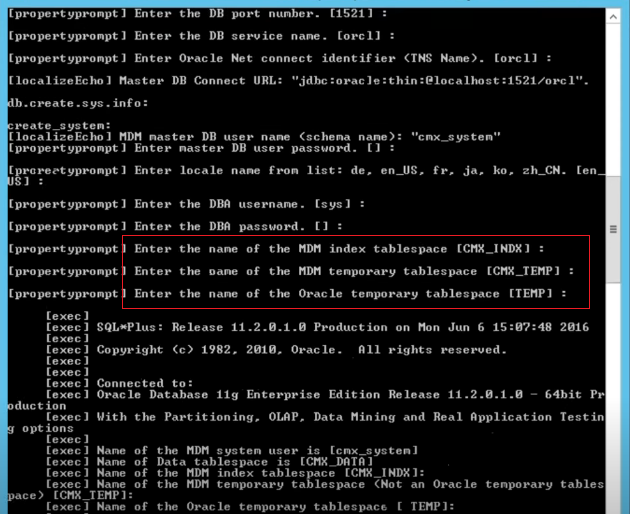 [propertyprompt] Enter the DB port number. [1521] :
[propertyprompt] Enter the DB service name. [orcl] :
[propertyprompt] Enter Oracle Net connect identifier (TNS Name). [orcl] :
[localizeEcho] Master DB Connect URL: "jdbc:oracle:thin:@localhost:1521/orcl".
db.create.sys.info:
create_system:
[localizeEcho] MDM master DB user name (schema name): "cmx_system"
[propertyprompt] Enter master DB user password. [] :
[propertyprompt] Enter locale name from list: de, en_US, fr, ja, ko, zh_CN. [en_
US] :
[propertyprompt] Enter the DBA username. [sys] :
[propertyprompt] Enter the DBA password. [] :
[propertyprompt] Enter the name of the MDM index tablespace [CMX_INDX] :
[propertyprompt] Enter the name of the MDM temporary tablespace [CMX_TEMP] :
[propertyprompt] Enter the name of the Oracle temporary tablespace [TEMP] :
[exec]
[exec] SQL*Plus: Release 11.2.0.1.0 Production on Mon Jun 6 15:07:48 2016
[exec]
[exec] Copyright (c) 1982, 2010, Oracle.  All rights reserved.
[exec]
[exec]
[exec] Connected to:
[exec] Oracle Database 11g Enterprise Edition Release 11.2.0.1.0 - 64bit Pr
oduction
[exec] With the Partitioning, OLAP, Data Mining and Real Application Testin
g options
[exec]
[exec] Name of the MDM system user is [cmx_system]
[exec] Name of Data tablespace is [CMX_DATA]
[exec] Name of the MDM index tablespace [CMX_INDX]:
[exec] Name of the MDM temporary tablespace (Not an Oracle temporary tables
pace) [CMX_TEMP]:
[exec] Name of the Oracle temporary tablespace [ TEMP]: